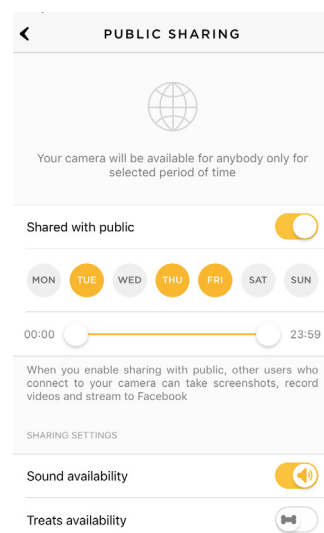 PUBLIC SHARING
Your camera will be available for anybody only for
selected period of time
Shared with public
MON TUE WED THU FRI SAT SUN
00:00 23:59
When you enable sharing with public, other users who
connect to your camera can take screenshots, record
videos and stream to Facebook
SHARING SETTINGS
Sound availability
Treats availability